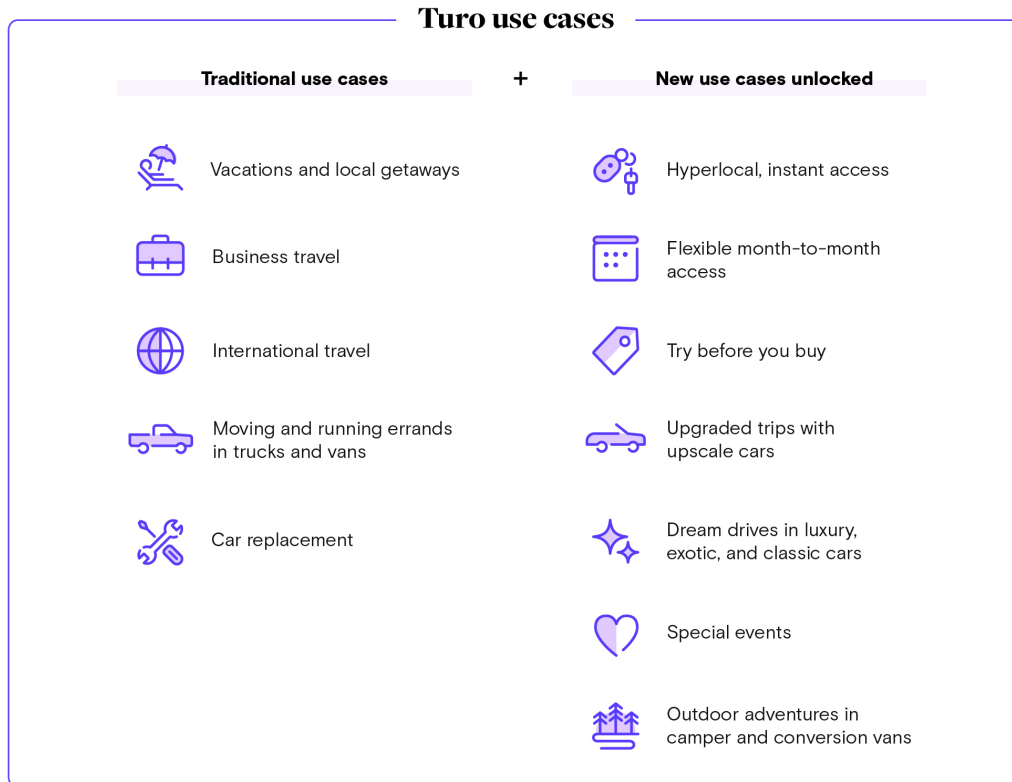 Turo use cases
Traditional use cases
+
New use cases unlocked
Vacations and local getaways
Business travel
International travel
Moving and running errands
in trucks and vans
Car replacement
Hyperlocal, instant access
Flexible month-to-month
access
Try before you buy
Upgraded trips with
upscale cars
Dream drives in luxury,
exotic, and classic cars
Special events
Outdoor adventures in
camper and conversion vans